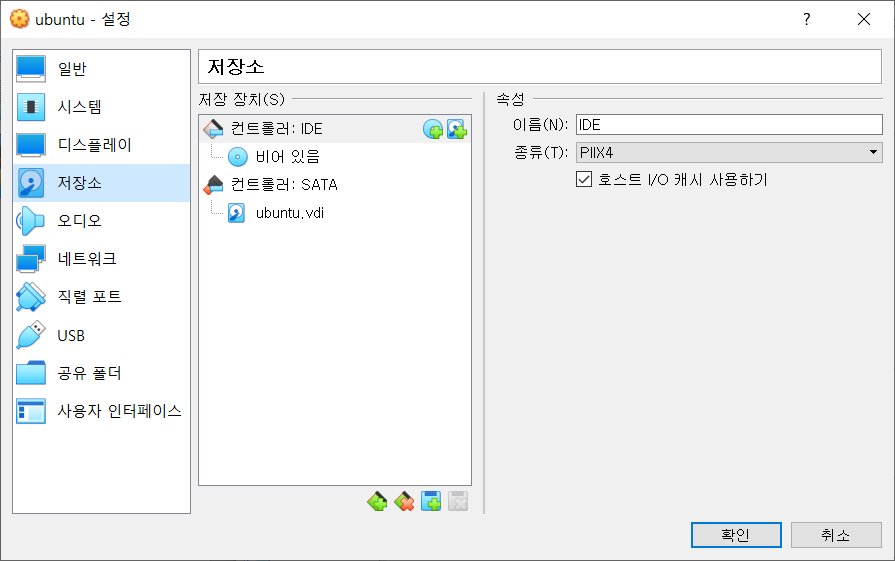 ubuntu - 설정
?
일반
시스템
디스플레이
저장소
오디오
네트워크
직렬 포트
USB
공유 폴더
사용자 인터페이스
저장소
저장 장치(S)
컨트롤러: IDE
비어 있음
컨트롤러: SATA
ubuntu.vdi
속성
이름(N): IDE
종류(T): PIIX4
호스트 I/O 캐시 사용하기
확인
취소